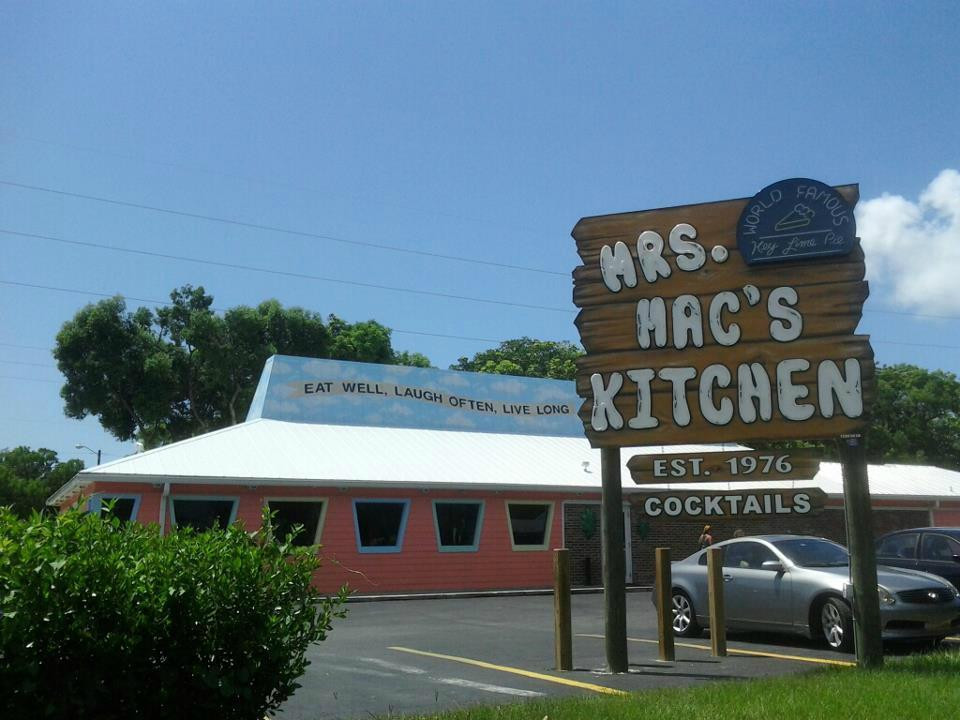 EAT WELL, LAUGH OFTEN, LIVE LONG
WORLD FAMOUS
Key Lime Pie
MRS.
MAC'S
KITCHEN
EST. 1976
COCKTAILS